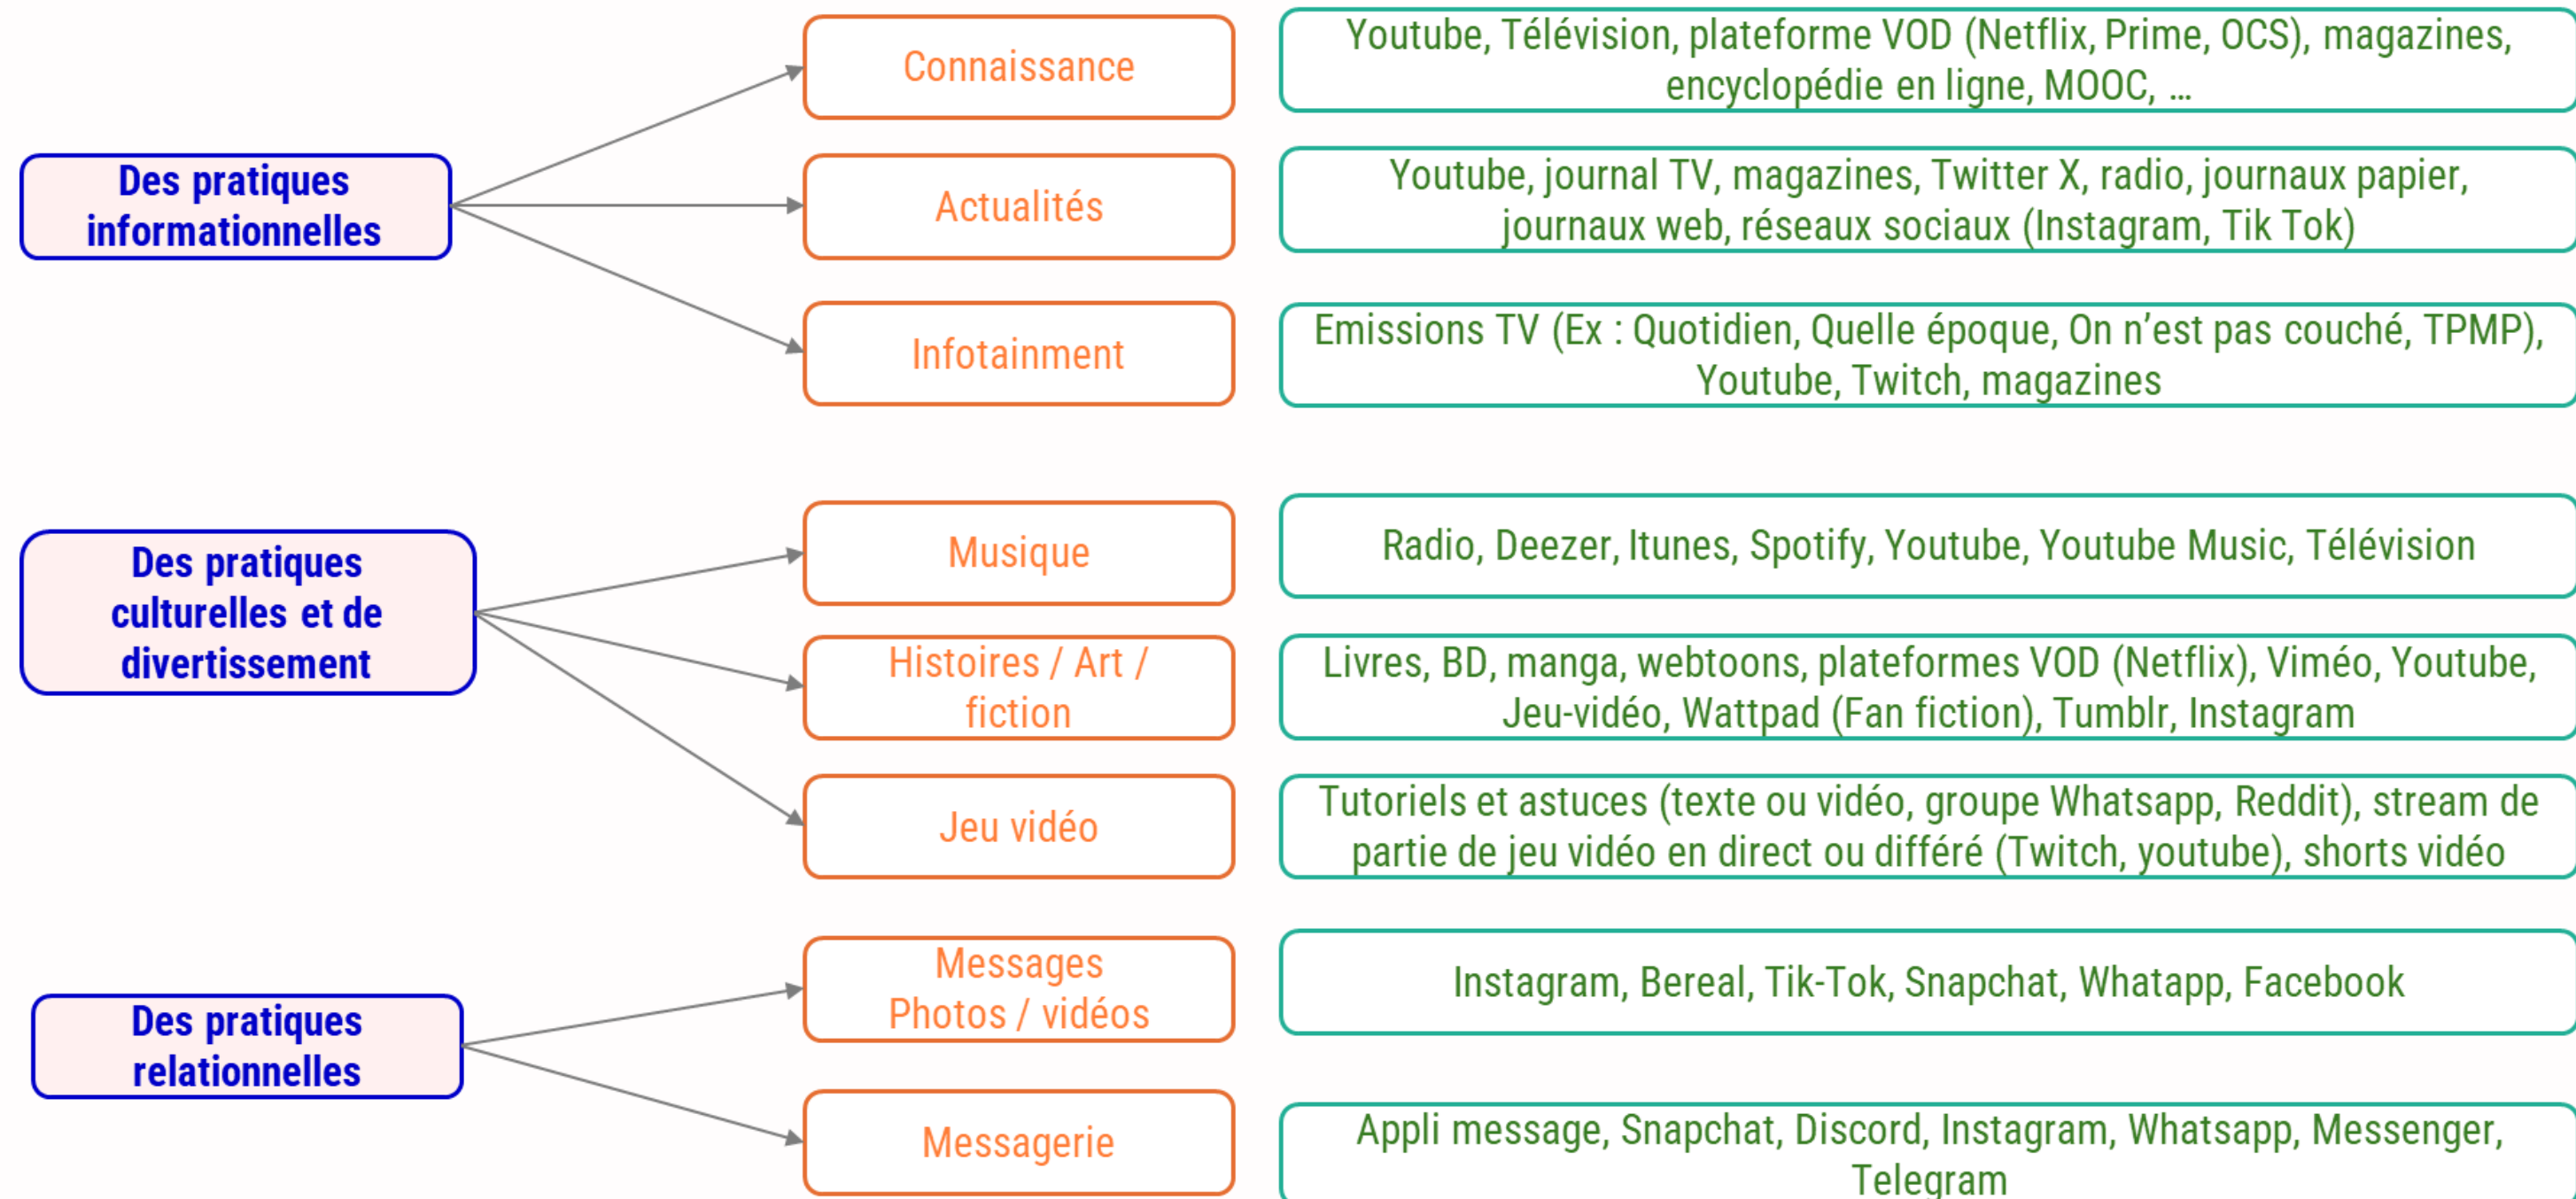 Des pratiques
informationnelles
Connaissance
Youtube, Télévision, plateforme VOD (Netflix, Prime, OCS), magazines,
encyclopédie en ligne, MOOC, ...
Actualités
Youtube, journal TV, magazines, Twitter X, radio, journaux papier,
journaux web, réseaux sociaux (Instagram, Tik Tok)
Infotainment
Emissions TV (Ex : Quotidien, Quelle époque, On n’est pas couché, TPMP),
Youtube, Twitch, magazines
Des pratiques
culturelles et de
divertissement
Musique
Radio, Deezer, Itunes, Spotify, Youtube, Youtube Music, Télévision
Histoires / Art /
fiction
Livres, BD, manga, webtoons, plateformes VOD (Netflix), Viméo, Youtube,
Jeu-vidéo, Wattpad (Fan fiction), Tumblr, Instagram
Jeu vidéo
Tutoriels et astuces (texte ou vidéo, groupe Whatsapp, Reddit), stream de
partie de jeu vidéo en direct ou différé (Twitch, youtube), shorts vidéo
Des pratiques
relationnelles
Messages
Photos / vidéos
Instagram, Bereal, Tik-Tok, Snapchat, Whatapp, Facebook
Messagerie
Appli message, Snapchat, Discord, Instagram, Whatsapp, Messenger,
Telegram